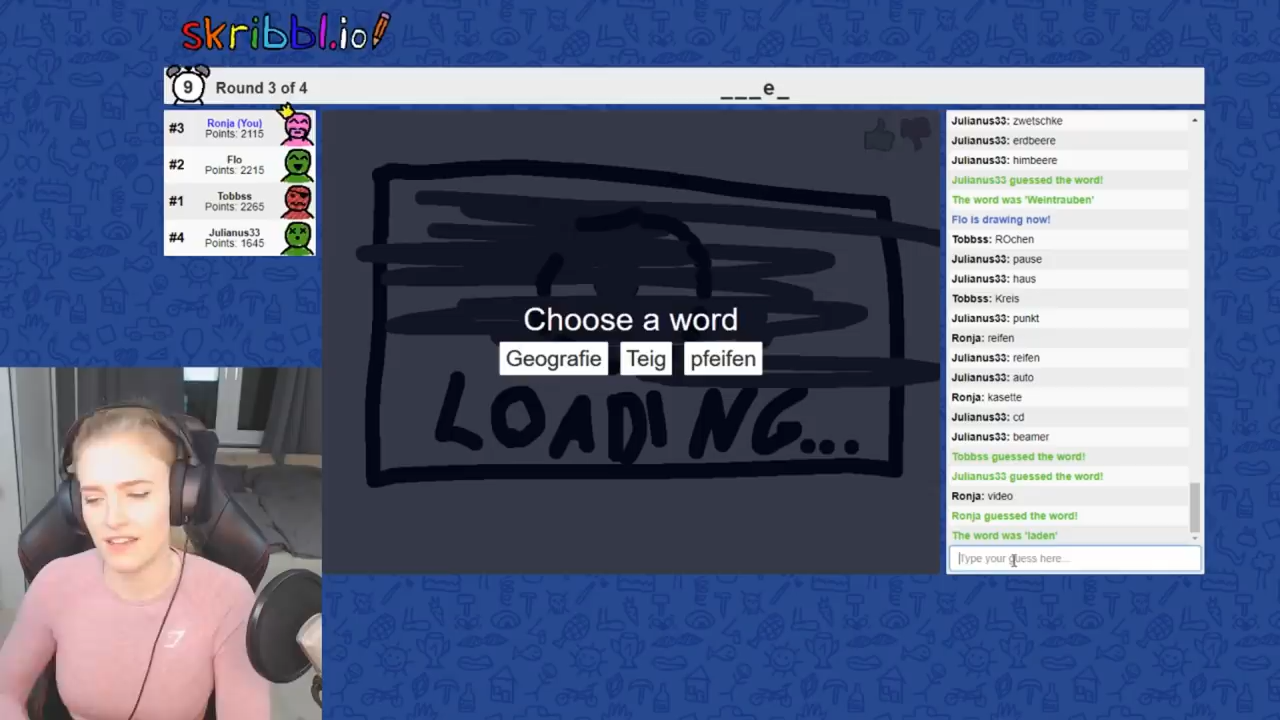 skribbl.io
9
Round 3 of 4
___e_
#3
Ronja (You)
Points: 2115
#2
Flo
Points: 2215
#1
Tobbss
Points: 2265
#4
Julianus33
Points: 1645
Choose a word
Geografie
Teig
pfeifen
LOADING...
Julianus33: zwetschke
Julianus33: erdbeere
Julianus33: himbeere
Julianus33 guessed the word!
The word was 'Weintrauben'
Flo is drawing now!
Tobbss: ROchen
Julianus33: pause
Julianus33: haus
Tobbss: Kreis
Julianus33: punkt
Ronja: reifen
Julianus33: reifen
Julianus33: auto
Ronja: kasette
Julianus33: cd
Julianus33: beamer
Tobbss guessed the word!
Julianus33 guessed the word!
Ronja: video
Ronja guessed the word!
The word was 'laden'
Type your guess here...